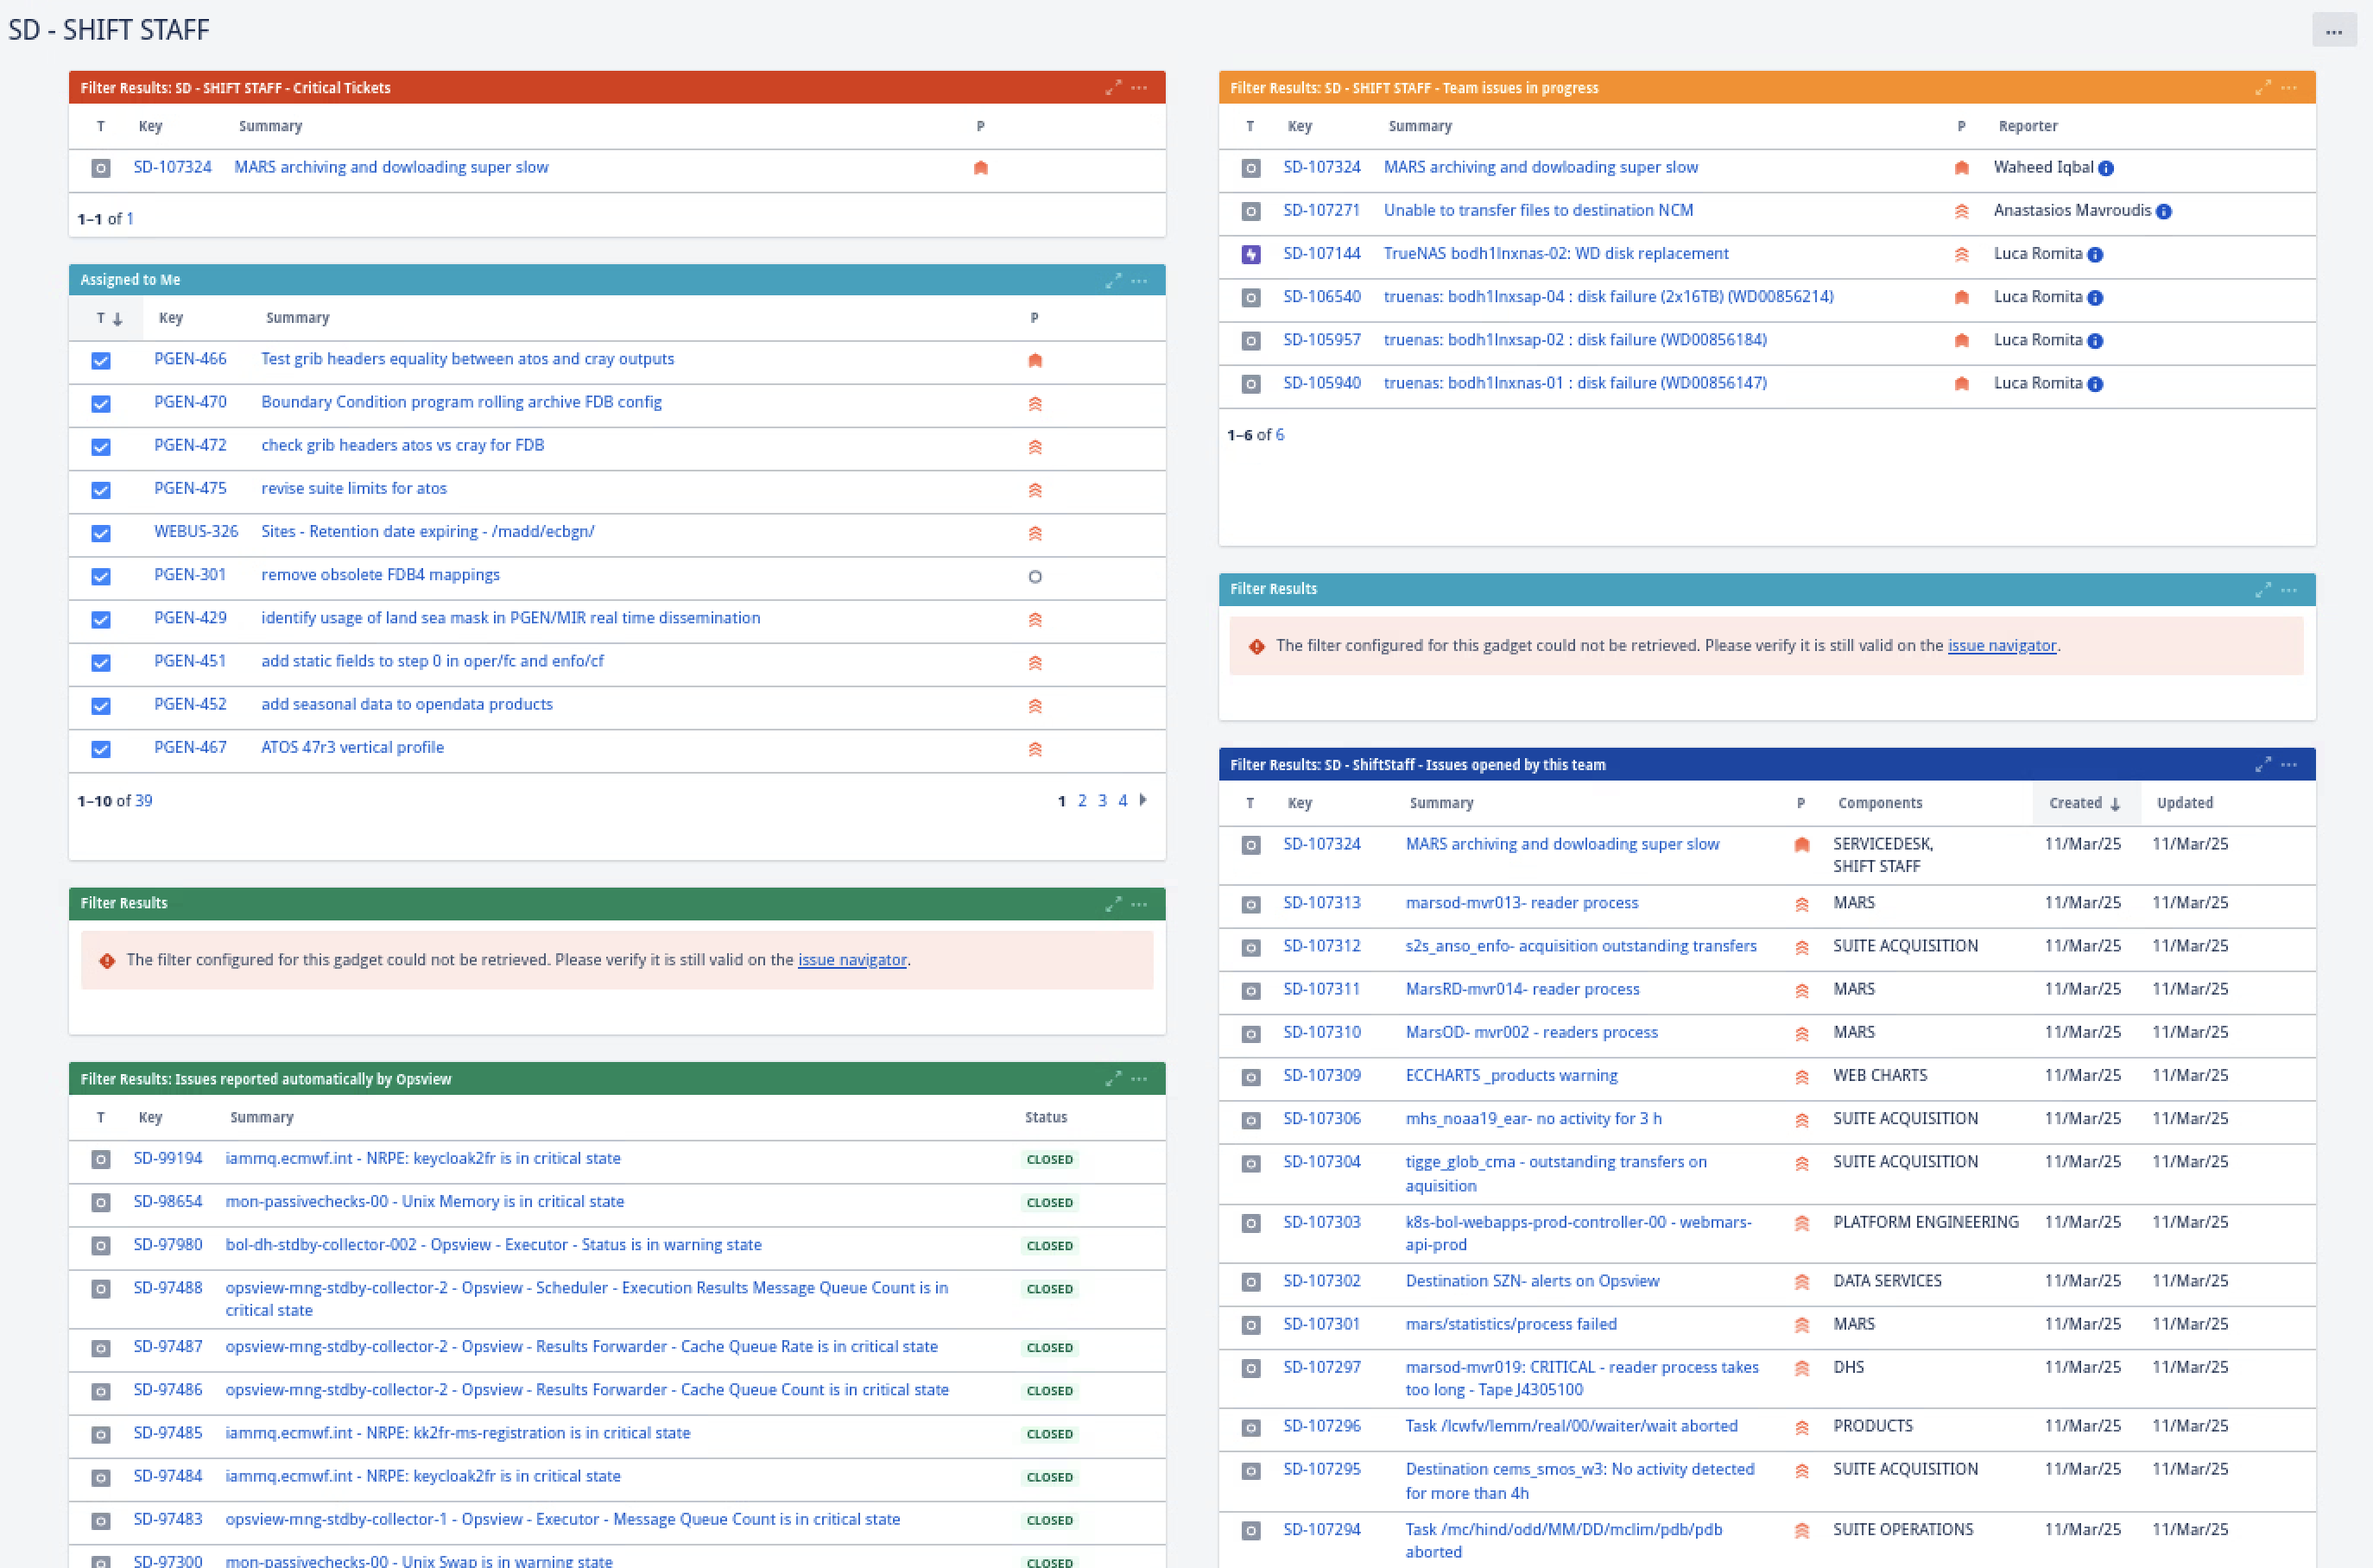 SD - SHIFT STAFF
...
Filter Results: SD - SHIFT STAFF - Critical Tickets
T Key Summary P
SD-107324 MARS archiving and dowloading super slow
1–1 of 1
Assigned to Me
T Key Summary P
PGEN-466 Test grib headers equality between atos and cray outputs
PGEN-470 Boundary Condition program rolling archive FDB config
PGEN-472 check grib headers atos vs cray for FDB
PGEN-475 revise suite limits for atos
WEBUS-326 Sites - Retention date expiring - /madd/ecbgn/
PGEN-301 remove obsolete FDB4 mappings
PGEN-429 identify usage of land sea mask in PGEN/MIR real time dissemination
PGEN-451 add static fields to step 0 in oper/fc and enfo/cf
PGEN-452 add seasonal data to opendata products
PGEN-467 ATOS 47r3 vertical profile
1–10 of 39 1 2 3 4
Filter Results
The filter configured for this gadget could not be retrieved. Please verify it is still valid on the issue navigator.
Filter Results: Issues reported automatically by Opsview
T Key Summary Status
SD-99194 iammq.ecmwf.int - NRPE: keycloak2fr is in critical state CLOSED
SD-98654 mon-passivechecks-00 - Unix Memory is in critical state CLOSED
SD-97980 bol-dh-stdby-collector-002 - Opsview - Executor - Status is in warning state CLOSED
SD-97488 opsview-mng-stdby-collector-2 - Opsview - Scheduler - Execution Results Message Queue Count is in CLOSED
critical state
SD-97487 opsview-mng-stdby-collector-2 - Opsview - Results Forwarder - Cache Queue Rate is in critical state CLOSED
SD-97486 opsview-mng-stdby-collector-2 - Opsview - Results Forwarder - Cache Queue Count is in critical state CLOSED
SD-97485 iammq.ecmwf.int - NRPE: kk2fr-ms-registration is in critical state CLOSED
SD-97484 iammq.ecmwf.int - NRPE: keycloak2fr is in critical state CLOSED
SD-97483 opsview-mng-stdby-collector-1 - Opsview - Executor - Message Queue Count is in critical state CLOSED
SD-97300 mon-passivechecks-00 - Unix Swap is in warning state CLOSED
Filter Results: SD - SHIFT STAFF - Team issues in progress
T Key Summary P Reporter
SD-107324 MARS archiving and dowloading super slow Waheed Iqbal
SD-107271 Unable to transfer files to destination NCM Anastasios Mavroudis
SD-107144 TrueNAS bodh1lnxnas-02: WD disk replacement Luca Romita
SD-106540 truenas: bodh1lnxsap-04 : disk failure (2x16TB) (WD00856214) Luca Romita
SD-105957 truenas: bodh1lnxsap-02 : disk failure (WD00856184) Luca Romita
SD-105940 truenas: bodh1lnxnas-01 : disk failure (WD00856147) Luca Romita
1–6 of 6
Filter Results
The filter configured for this gadget could not be retrieved. Please verify it is still valid on the issue navigator.
Filter Results: SD - ShiftStaff - Issues opened by this team
T Key Summary P Components Created Updated
SD-107324 MARS archiving and dowloading super slow SERVICEDESK, 11/Mar/25 11/Mar/25
SHIFT STAFF
SD-107313 marsod-mvr013- reader process MARS 11/Mar/25 11/Mar/25
SD-107312 s2s_anso_enfo- acquisition outstanding transfers SUITE ACQUISITION 11/Mar/25 11/Mar/25
SD-107311 MarsRD-mvr014- reader process MARS 11/Mar/25 11/Mar/25
SD-107310 MarsOD- mvr002 - readers process MARS 11/Mar/25 11/Mar/25
SD-107309 ECCHARTS _products warning WEB CHARTS 11/Mar/25 11/Mar/25
SD-107306 mhs_noaa19_ear- no activity for 3 h SUITE ACQUISITION 11/Mar/25 11/Mar/25
SD-107304 tigge_glob_cma - outstanding transfers on SUITE ACQUISITION 11/Mar/25 11/Mar/25
aquisition
SD-107303 k8s-bol-webapps-prod-controller-00 - webmars- PLATFORM ENGINEERING 11/Mar/25 11/Mar/25
api-prod
SD-107302 Destination SZN- alerts on Opsview DATA SERVICES 11/Mar/25 11/Mar/25
SD-107301 mars/statistics/process failed MARS 11/Mar/25 11/Mar/25
SD-107297 marsod-mvr019: CRITICAL - reader process takes DHS 11/Mar/25 11/Mar/25
too long - Tape J4305100
SD-107296 Task /lcwfv/lemm/real/00/waiter/wait aborted PRODUCTS 11/Mar/25 11/Mar/25
SD-107295 Destination cems_smos_w3: No activity detected SUITE ACQUISITION 11/Mar/25 11/Mar/25
for more than 4h
SD-107294 Task /mc/hind/odd/MM/DD/mclim/pdb/pdb SUITE OPERATIONS 11/Mar/25 11/Mar/25
aborted